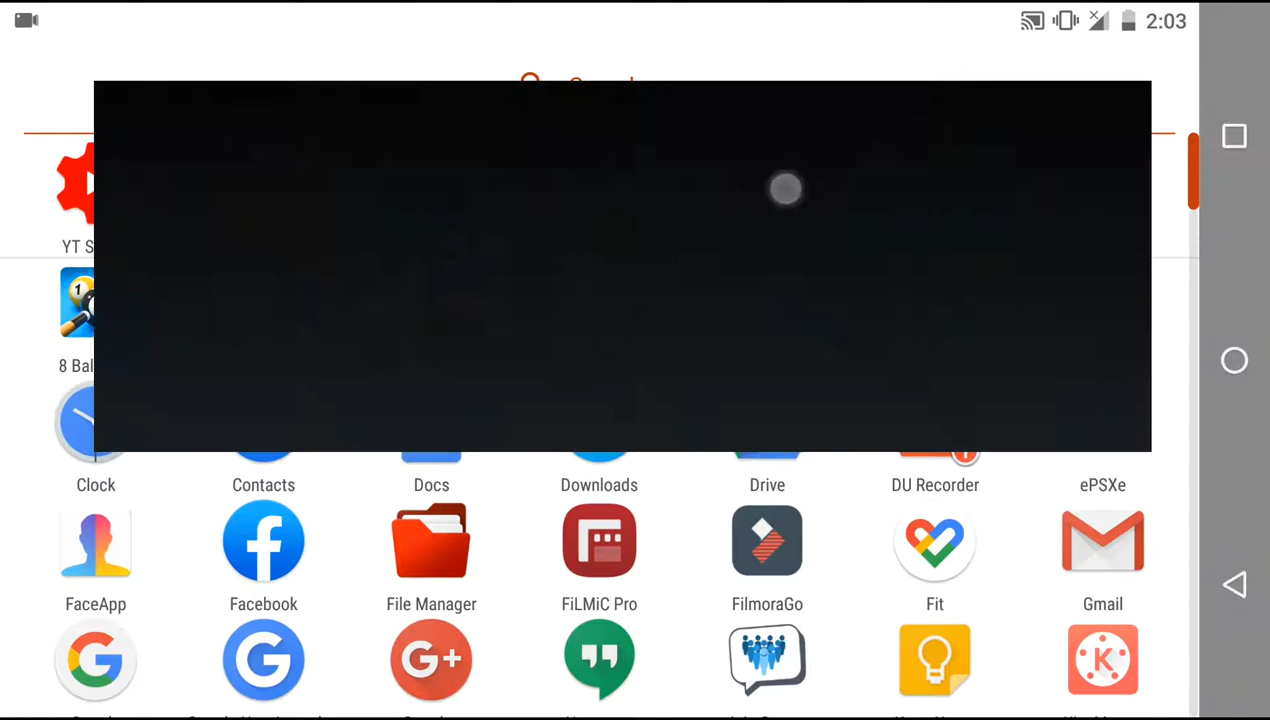 2:03
YT S
8 Bal
Clock Contacts Docs Downloads Drive DU Recorder ePSXe
FaceApp Facebook File Manager FiLMiC Pro FilmoraGo Fit Gmail